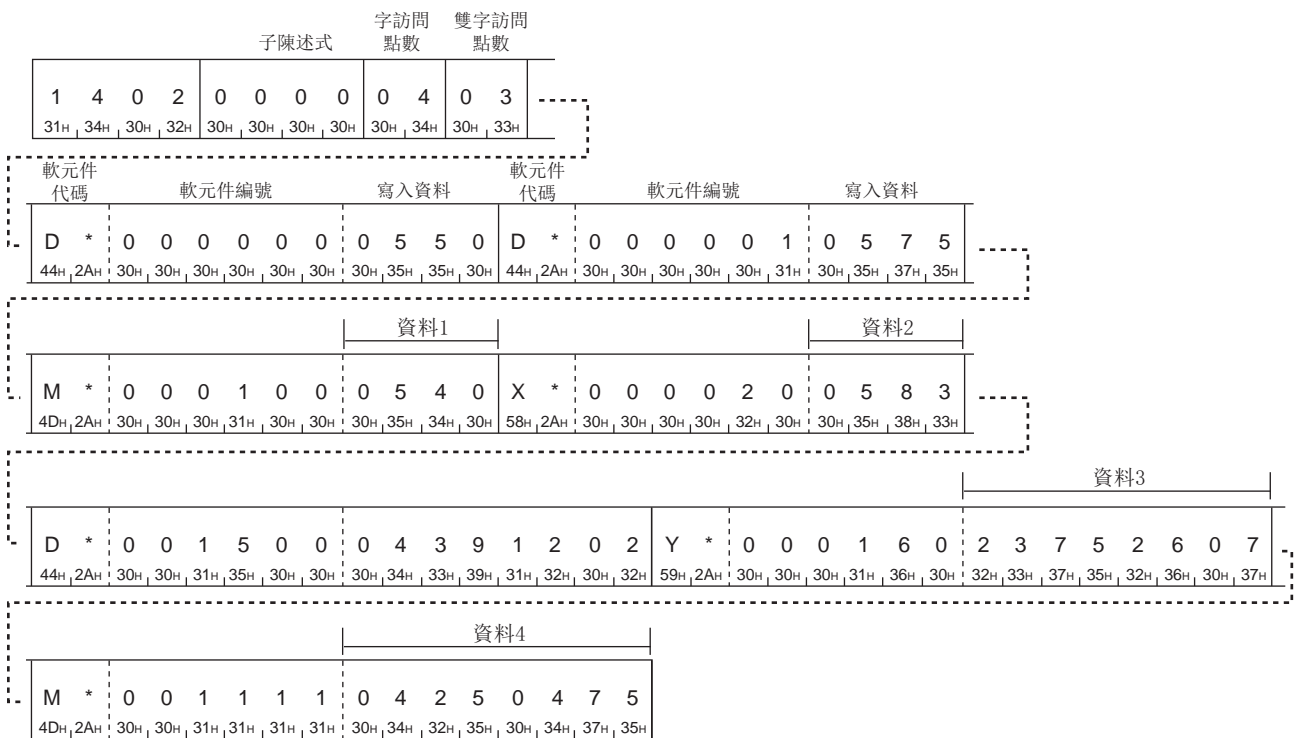 字訪問 雙字訪問
子陳述式 點數 點數
1 4 0 2 0 0 0 0 0 4 0 3
31H 34H 30H 32H 30H 30H 30H 30H 30H 34H 30H 33H
軟元件 軟元件
代碼 軟元件編號 寫入資料 代碼 軟元件編號 寫入資料
D * 0 0 0 0 0 0 0 5 5 0 D * 0 0 0 0 0 1 0 5 7 5
44H 2AH 30H 30H 30H 30H 30H 30H 30H 35H 35H 30H 44H 2AH 30H 30H 30H 30H 30H 31H 30H 35H 37H 35H
資料1 資料2
M * 0 0 0 1 0 0 0 5 4 0 X * 0 0 0 0 2 0 0 5 8 3
4DH 2AH 30H 30H 30H 31H 30H 30H 30H 35H 34H 30H 58H 2AH 30H 30H 30H 30H 32H 30H 30H 35H 38H 33H
資料3
D * 0 0 1 5 0 0 0 4 3 9 1 2 0 2 Y * 0 0 0 1 6 0 2 3 7 5 2 6 0 7
44H 2AH 30H 30H 31H 35H 30H 30H 30H 34H 33H 39H 31H 32H 30H 32H 59H 2AH 30H 30H 30H 31H 36H 30H 32H 33H 37H 35H 32H 36H 30H 37H
資料4
M * 0 0 1 1 1 1 0 4 2 5 0 4 7 5
4DH 2AH 30H 30H 31H 31H 31H 31H 30H 34H 32H 35H 30H 34H 37H 35H